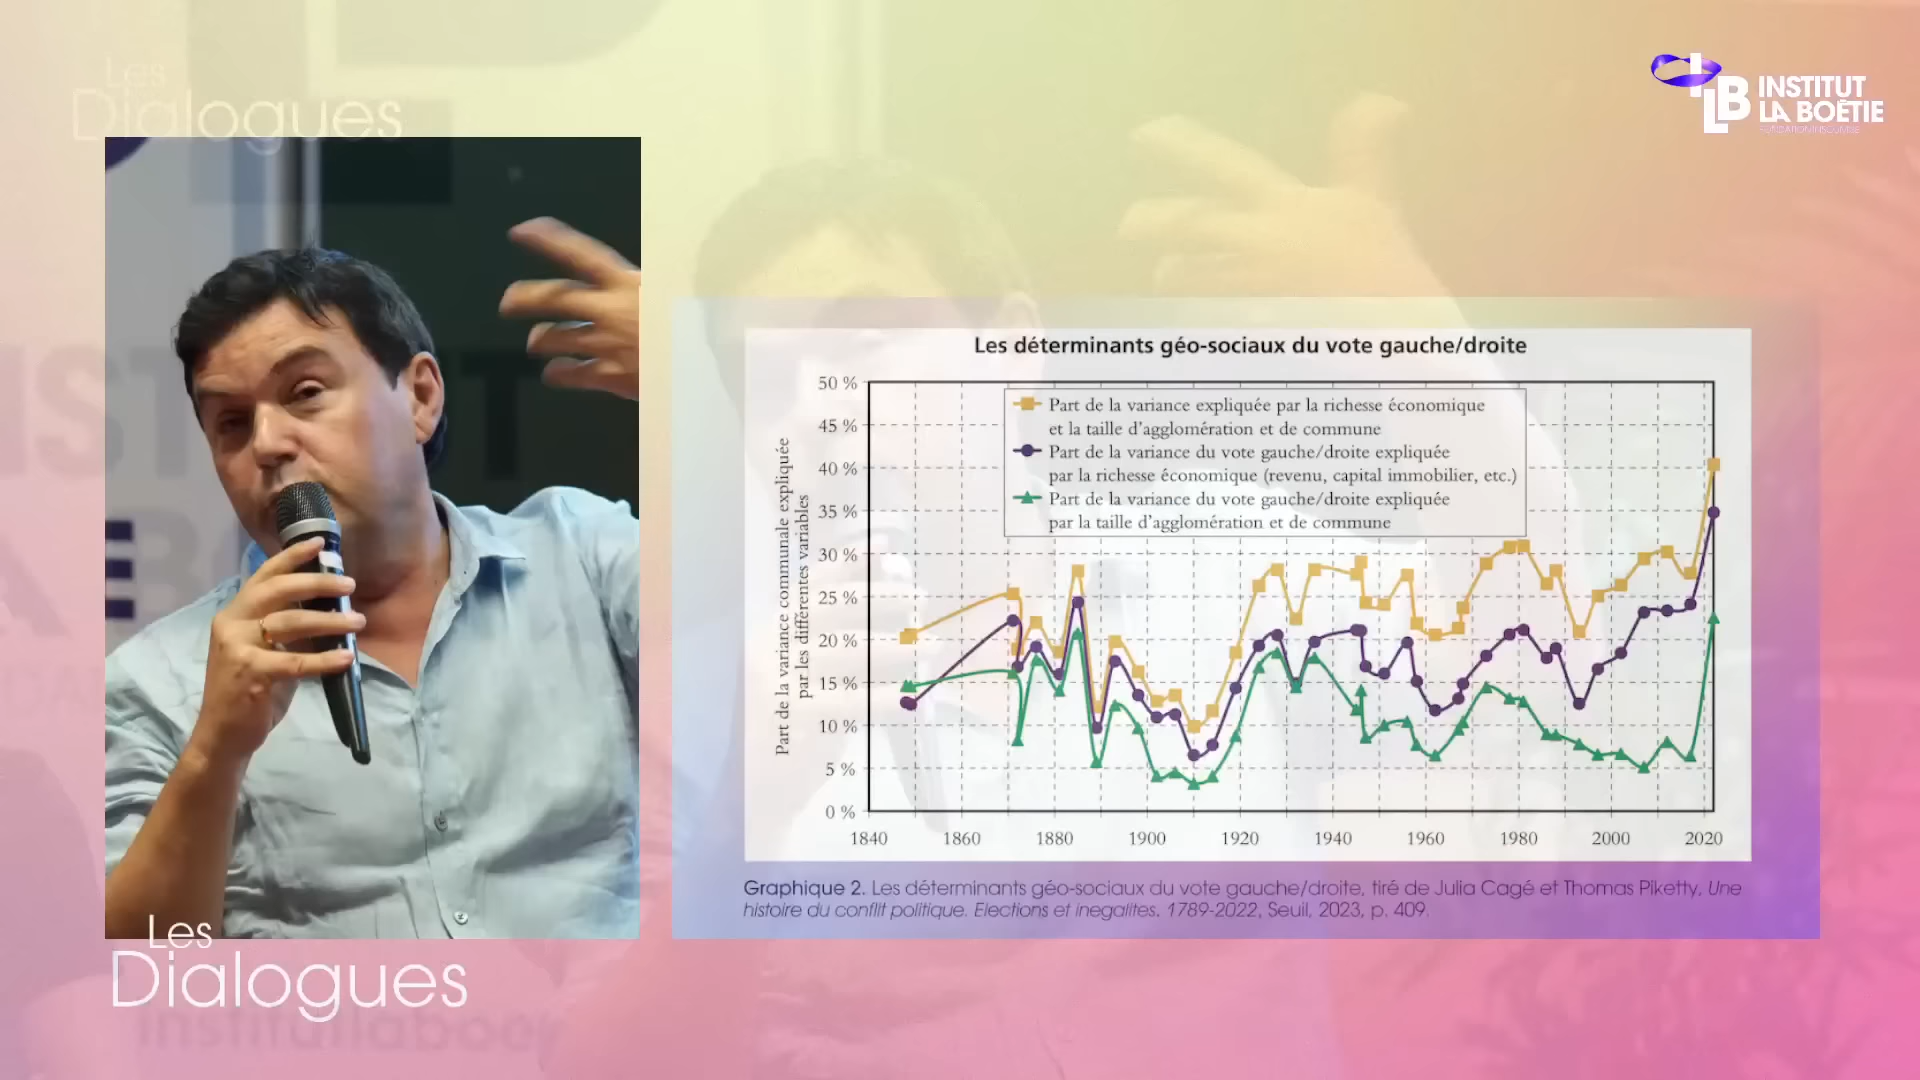 Les
Dialogues
INSTITUT
LA BOÉTIE
Les déterminants géo-sociaux du vote gauche/droite
Part de la variance communale expliquée
par les différentes variables
50 %
45 %
40 %
35 %
30 %
25 %
20 %
15 %
10 %
5 %
0 %
Part de la variance expliquée par la richesse économique
et la taille d'agglomération et de commune
Part de la variance du vote gauche/droite expliquée
par la richesse économique (revenu, capital immobilier, etc.)
Part de la variance du vote gauche/droite expliquée
par la taille d'agglomération et de commune
1840 1860 1880 1900 1920 1940 1960 1980 2000 2020
Graphique 2. Les déterminants géo-sociaux du vote gauche/droite, tiré de Julia Cagé et Thomas Piketty, Une
histoire du conflit politique. Elections et inegalites. 1789-2022, Seuil, 2023, p. 409.
Les
Dialogues